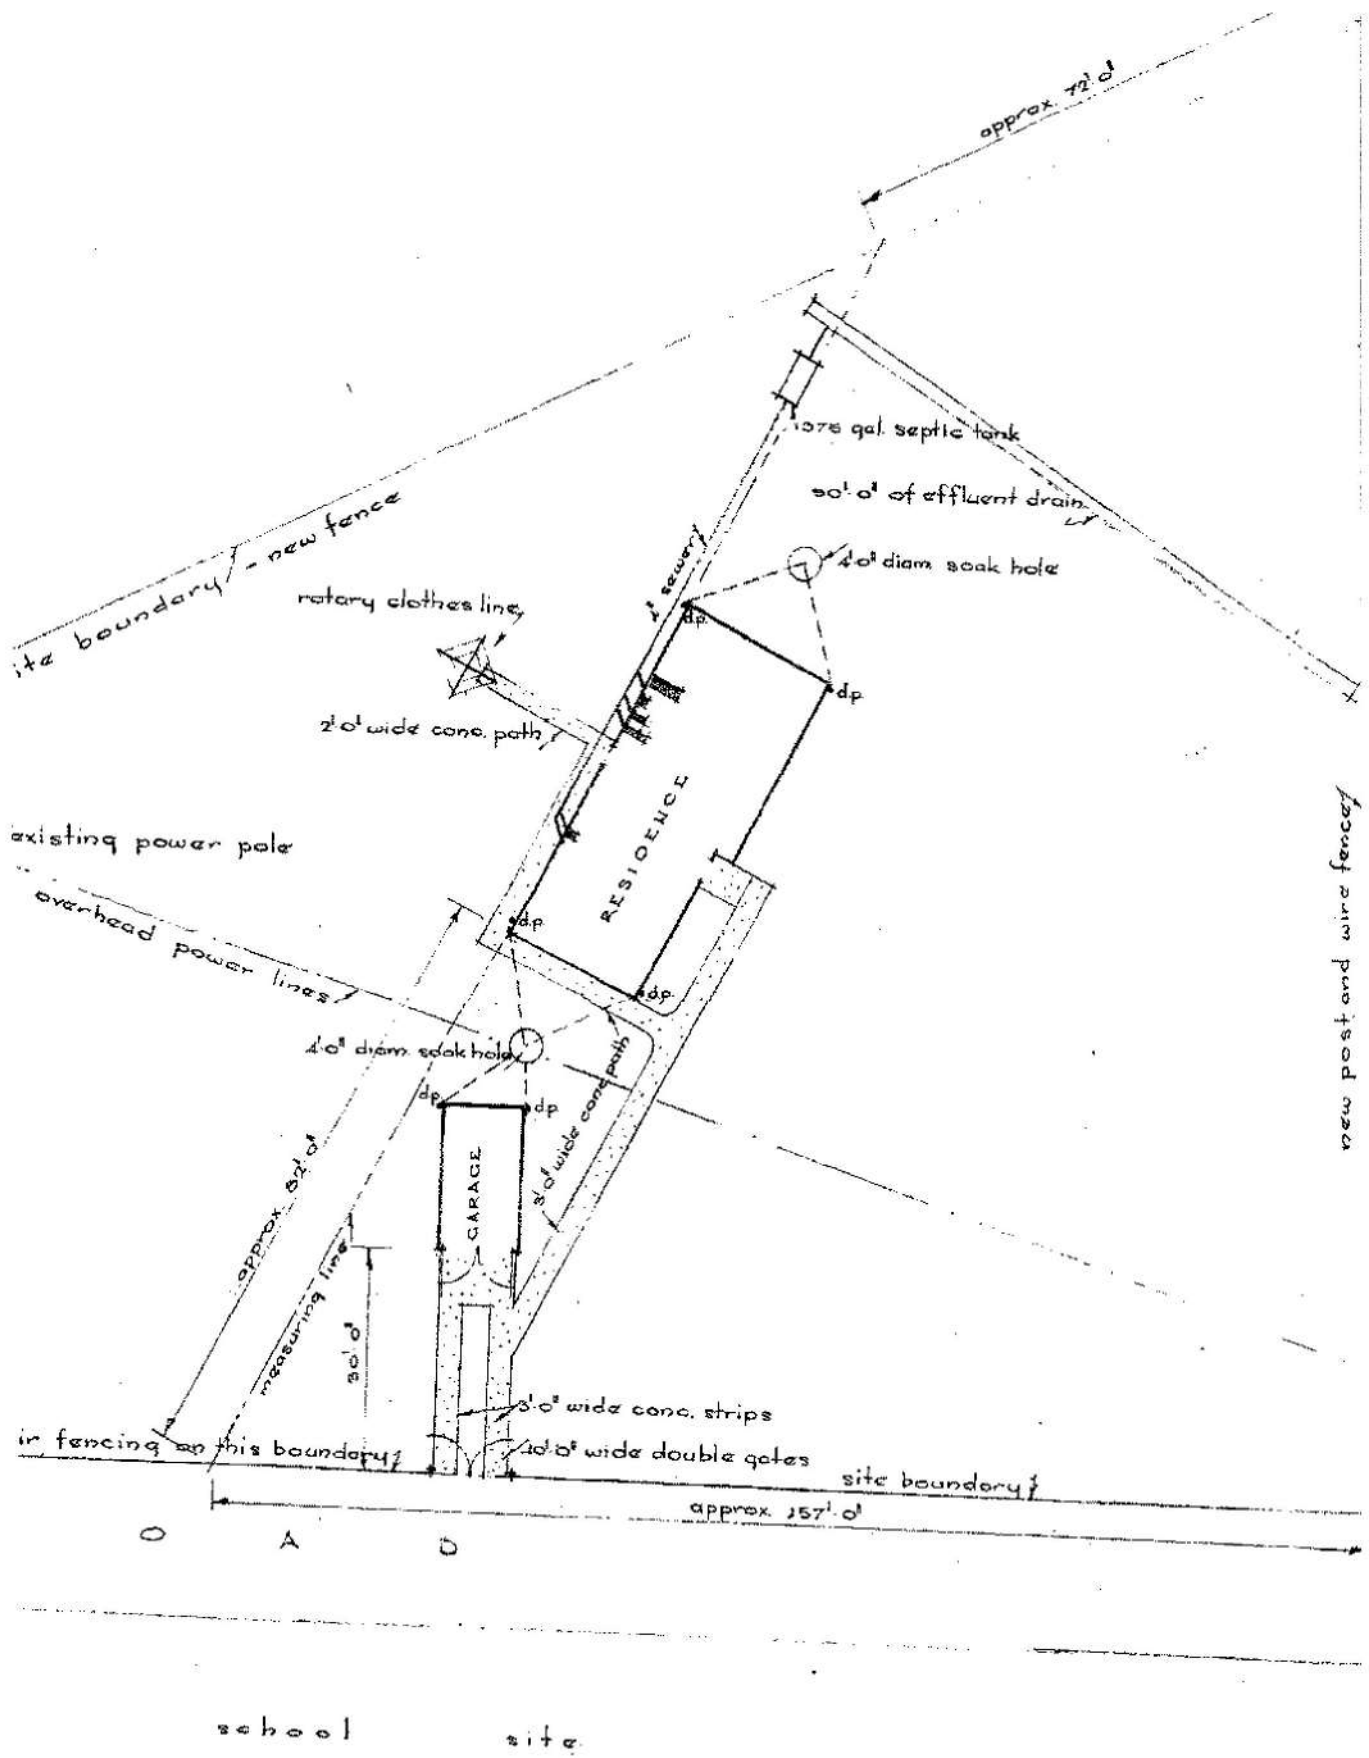 approx. 72'.0"
gal. septic tank
90'.0" of effluent drain
4'.0" diam. soak hole
4" sewer
d.p.
d.p.
rotary clothes line
2'.0" wide conc. path
ite boundary - new fence
RESIDENCE
existing power pole
overhead power lines
d.p.
d.p.
4'.0" diam. soak hole
3'.0" wide conc. path
d.p.
d.p.
GARAGE
approx. 82'.0"
measuring line
30'.0"
3'.0" wide conc. strips
10'.0" wide double gates
ir fencing on this boundary
site boundary
approx. 157'.0"
new post and wire fence
O A D
school site